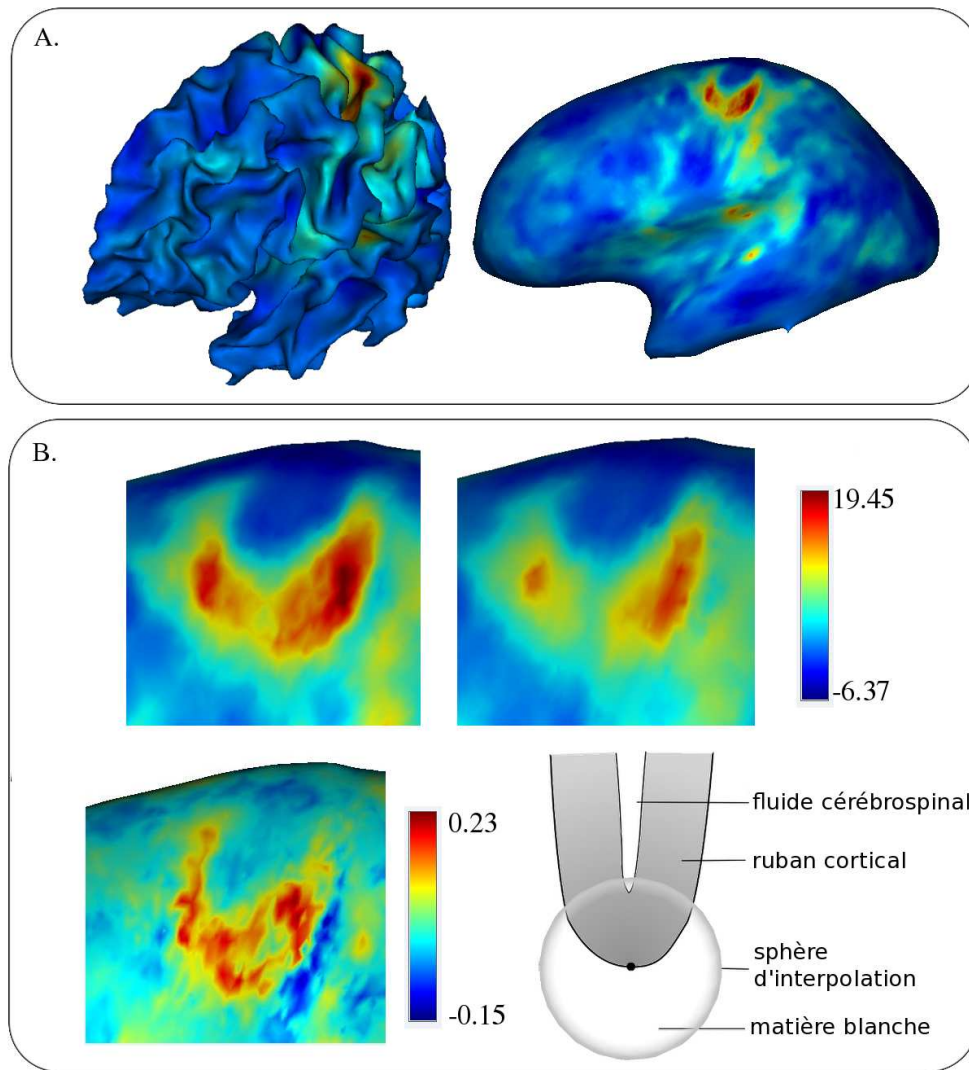 A.
B.
19.45
-6.37
0.23
-0.15
fluide cérébrospinal
ruban cortical
sphère
d'interpolation
matière blanche